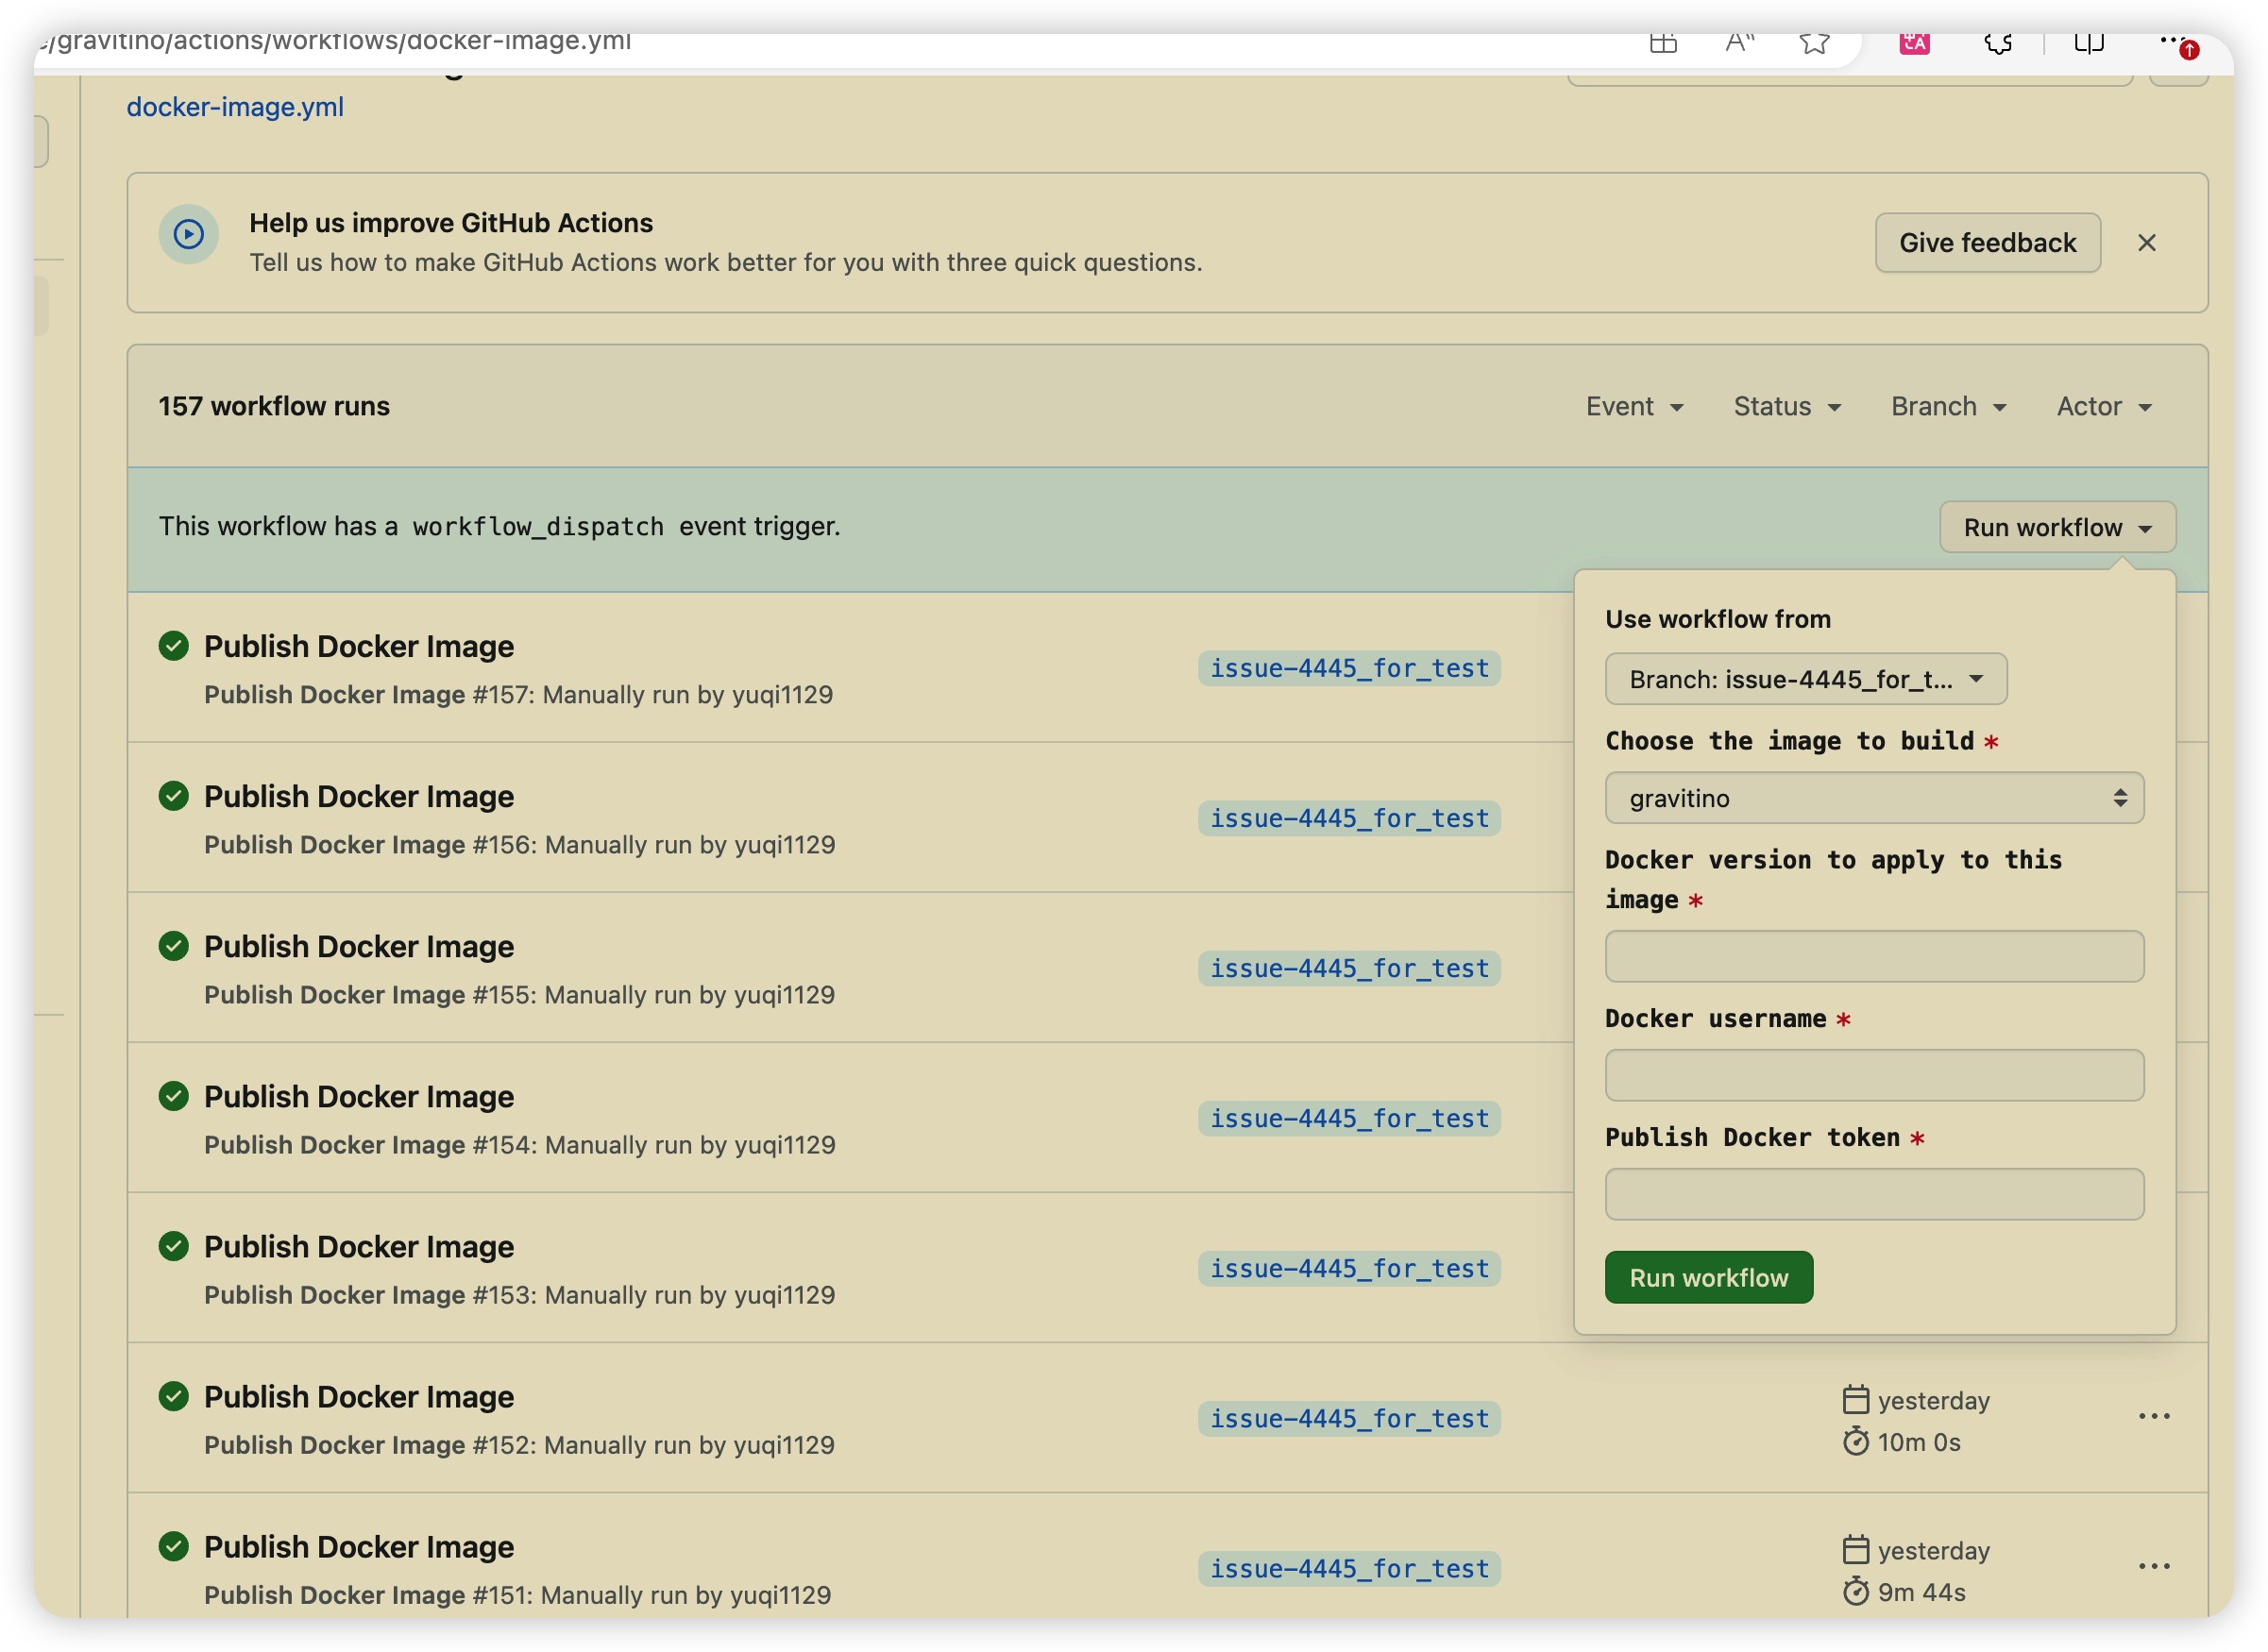 /gravitino/actions/workflows/docker-image.yml
docker-image.yml
Help us improve GitHub Actions
Tell us how to make GitHub Actions work better for you with three quick questions.
Give feedback
157 workflow runs
Event
Status
Branch
Actor
This workflow has a workflow_dispatch event trigger.
Run workflow
Use workflow from
Branch: issue-4445_for_t...
Choose the image to build *
gravitino
Docker version to apply to this
image *
Docker username *
Publish Docker token *
Run workflow
Publish Docker Image
Publish Docker Image #157: Manually run by yuqi1129
issue-4445_for_test
Publish Docker Image
Publish Docker Image #156: Manually run by yuqi1129
issue-4445_for_test
Publish Docker Image
Publish Docker Image #155: Manually run by yuqi1129
issue-4445_for_test
Publish Docker Image
Publish Docker Image #154: Manually run by yuqi1129
issue-4445_for_test
Publish Docker Image
Publish Docker Image #153: Manually run by yuqi1129
issue-4445_for_test
Publish Docker Image
Publish Docker Image #152: Manually run by yuqi1129
issue-4445_for_test
yesterday
10m 0s
Publish Docker Image
Publish Docker Image #151: Manually run by yuqi1129
issue-4445_for_test
yesterday
9m 44s